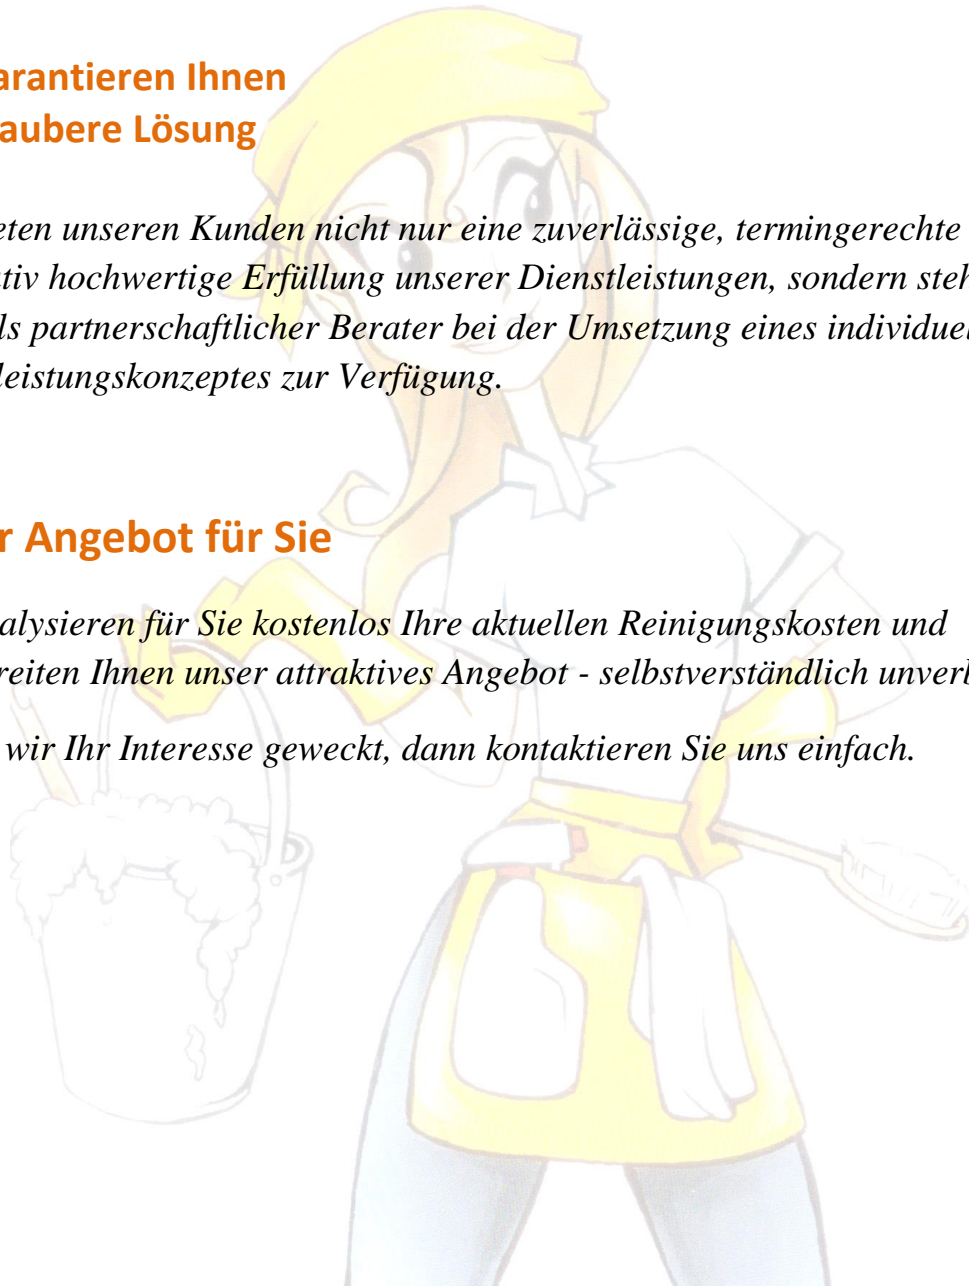 arantieren Ihnen
aubere Lösung
eten unseren Kunden nicht nur eine zuverlässige, termingerechte
ativ hochwertige Erfüllung unserer Dienstleistungen, sondern steh
ls partnerschaftlicher Berater bei der Umsetzung eines individuel
leistungskonzeptes zur Verfügung.
r Angebot für Sie
alysieren für Sie kostenlos Ihre aktuellen Reinigungskosten und
reiten Ihnen unser attraktives Angebot - selbstverständlich unverb
wir Ihr Interesse geweckt, dann kontaktieren Sie uns einfach.